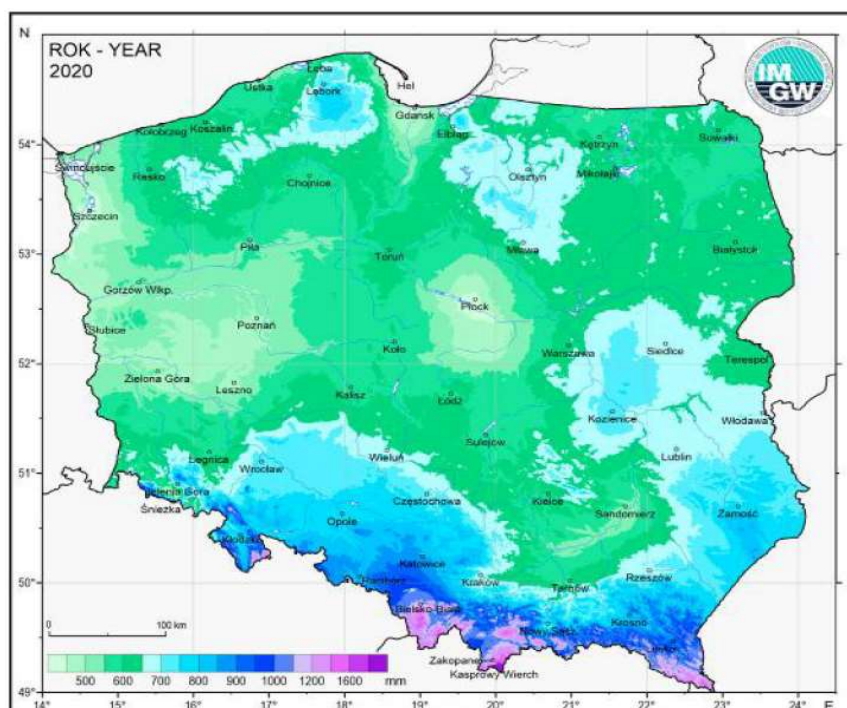 N
ROK - YEAR
2020
IM
GW
Łeba
Ustka
Lębork
Hel
Gdańsk
Kołobrzeg
Koszalin
Elbląg
Kętrzyn
Suwałki
54°
Świnoujście
Resko
Chojnice
Olsztyn
Mikołajki
Szczecin
53°
Piła
Toruń
Mława
Białystok
Gorzów Wlkp.
Płock
Słubice
Poznań
52°
Koło
Warszawa
Siedlce
Terespol
Zielona Góra
Leszno
Kalisz
Łódź
Kozienice
Włodawa
Sulejów
51°
Legnica
Wrocław
Wieluń
Lublin
Jelenia Góra
Śnieżka
Częstochowa
Kielce
Sandomierz
Zamość
Opole
Kłodzko
Katowice
50°
Racibórz
Kraków
Tarnów
Rzeszów
Bielsko-Biała
Nowy Sącz
Krosno
Lesko
0
100 km
Zakopane
Kasprowy Wierch
500 600 700 800 900 1000 1200 1600 mm
49°
14° 15° 16° 17° 18° 19° 20° 21° 22° 23° 24° E